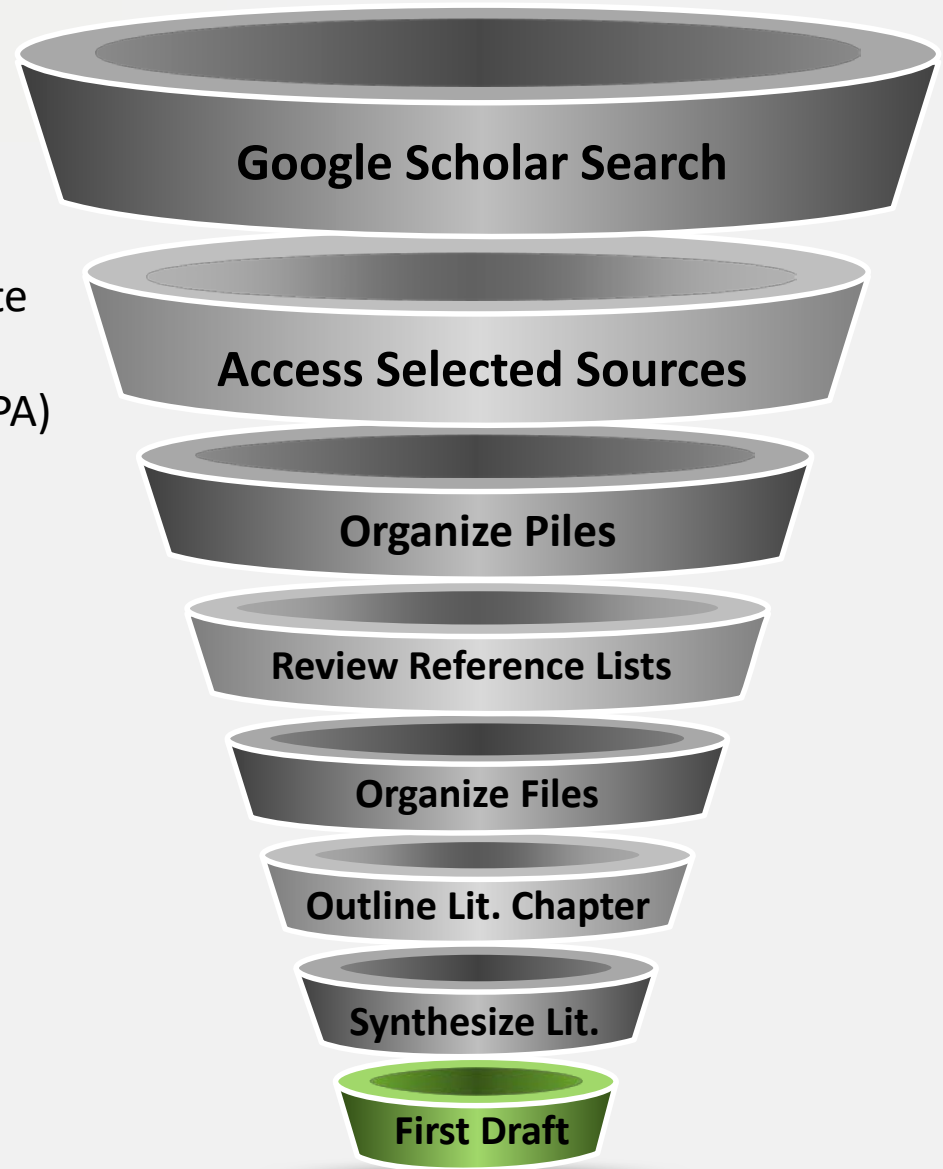 Google Scholar Search
Access Selected Sources
Organize Piles
Review Reference Lists
Organize Files
Outline Lit. Chapter
Synthesize Lit.
First Draft